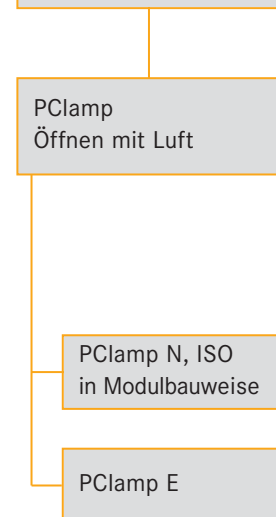 PClamp
Öffnen mit Luft
PClamp N, ISO
in Modulbauweise
PClamp E